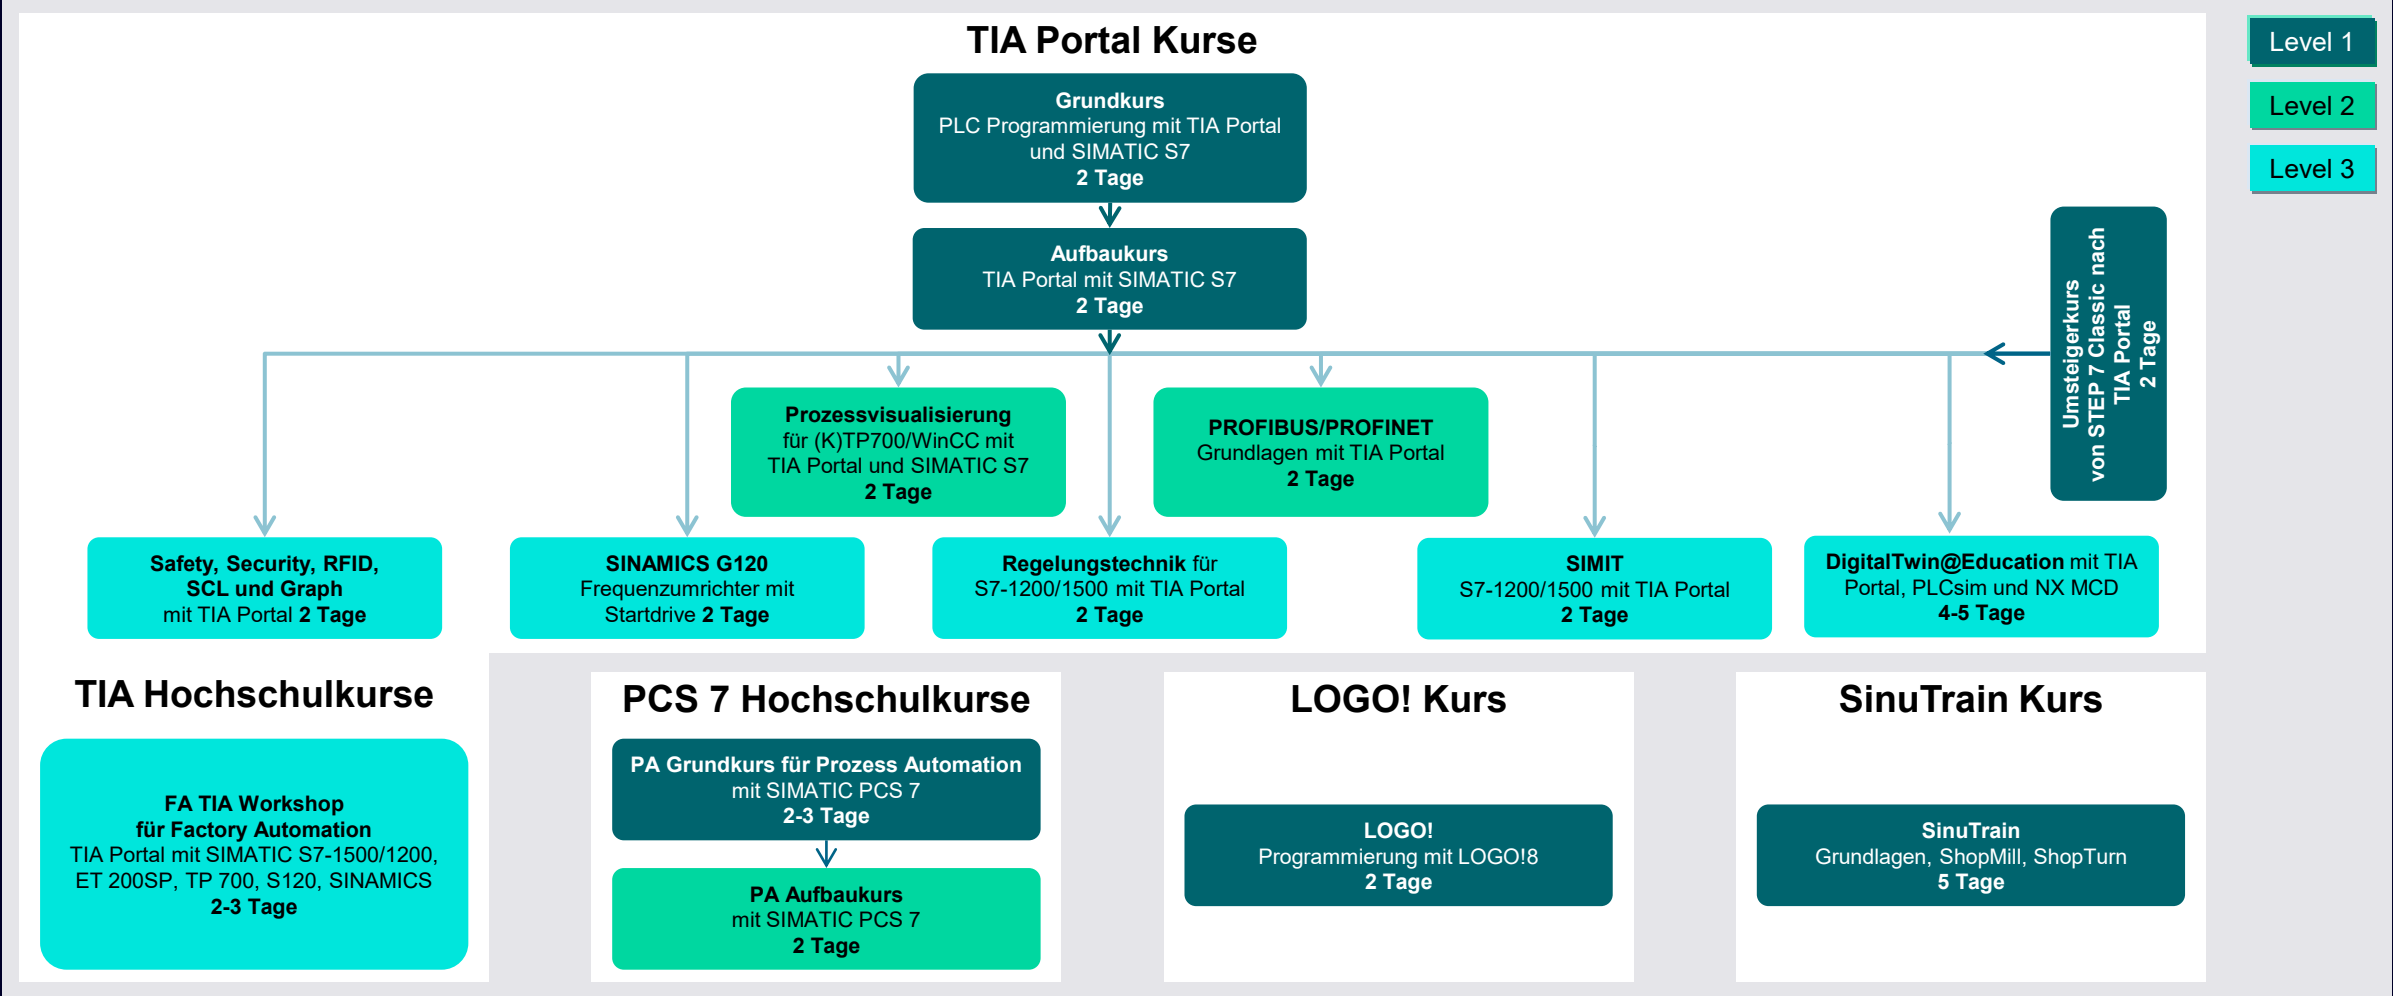 TIA Portal Kurse
Level 1
Level 2
Level 3
Grundkurs
PLC Programmierung mit TIA Portal
und SIMATIC S7
2 Tage
Aufbaukurs
TIA Portal mit SIMATIC S7
2 Tage
Umsteigerkurs
von STEP 7 Classic nach
TIA Portal
2 Tage
Prozessvisualisierung
für (K)TP700/WinCC mit
TIA Portal und SIMATIC S7
2 Tage
PROFIBUS/PROFINET
Grundlagen mit TIA Portal
2 Tage
Safety, Security, RFID,
SCL und Graph
mit TIA Portal 2 Tage
SINAMICS G120
Frequenzumrichter mit
Startdrive 2 Tage
Regelungstechnik für
S7-1200/1500 mit TIA Portal
2 Tage
SIMIT
S7-1200/1500 mit TIA Portal
2 Tage
DigitalTwin@Education mit TIA
Portal, PLCsim und NX MCD
4-5 Tage
TIA Hochschulkurse
FA TIA Workshop
für Factory Automation
TIA Portal mit SIMATIC S7-1500/1200,
ET 200SP, TP 700, S120, SINAMICS
2-3 Tage
PCS 7 Hochschulkurse
PA Grundkurs für Prozess Automation
mit SIMATIC PCS 7
2-3 Tage
PA Aufbaukurs
mit SIMATIC PCS 7
2 Tage
LOGO! Kurs
LOGO!
Programmierung mit LOGO!8
2 Tage
SinuTrain Kurs
SinuTrain
Grundlagen, ShopMill, ShopTurn
5 Tage